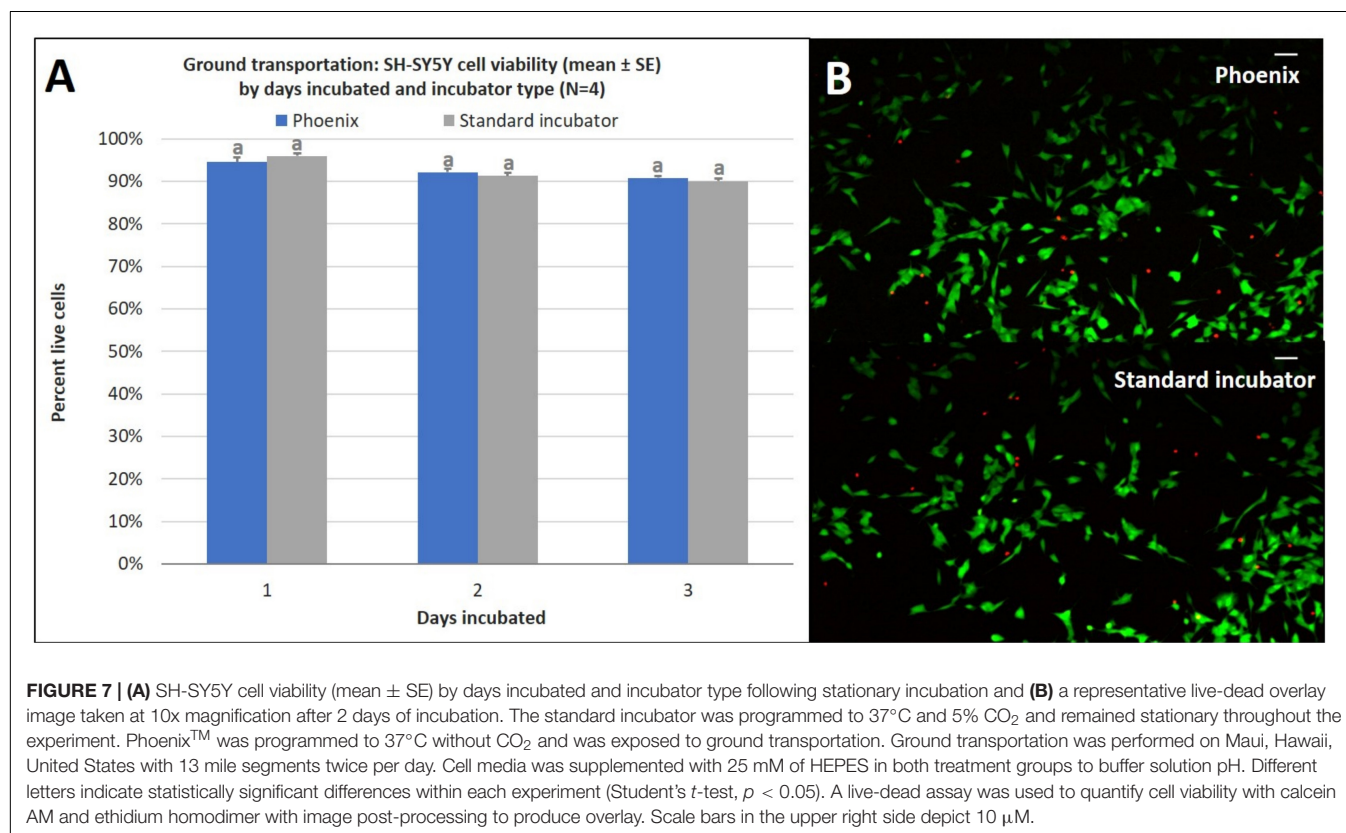 A
Ground transportation: SH-SY5Y cell viability (mean ± SE)
by days incubated and incubator type (N=4)
Phoenix
Standard incubator
Percent live cells
100%
90%
80%
70%
60%
50%
40%
30%
20%
10%
0%
a a a a a a
1 2 3
Days incubated
B
Phoenix
Standard incubator
FIGURE 7 | (A) SH-SY5Y cell viability (mean ± SE) by days incubated and incubator type following stationary incubation and (B) a representative live-dead overlay
image taken at 10x magnification after 2 days of incubation. The standard incubator was programmed to 37°C and 5% CO₂ and remained stationary throughout the
experiment. Phoenix™ was programmed to 37°C without CO₂ and was exposed to ground transportation. Ground transportation was performed on Maui, Hawaii,
United States with 13 mile segments twice per day. Cell media was supplemented with 25 mM of HEPES in both treatment groups to buffer solution pH. Different
letters indicate statistically significant differences within each experiment (Student's t-test, p < 0.05). A live-dead assay was used to quantify cell viability with calcein
AM and ethidium homodimer with image post-processing to produce overlay. Scale bars in the upper right side depict 10 μM.